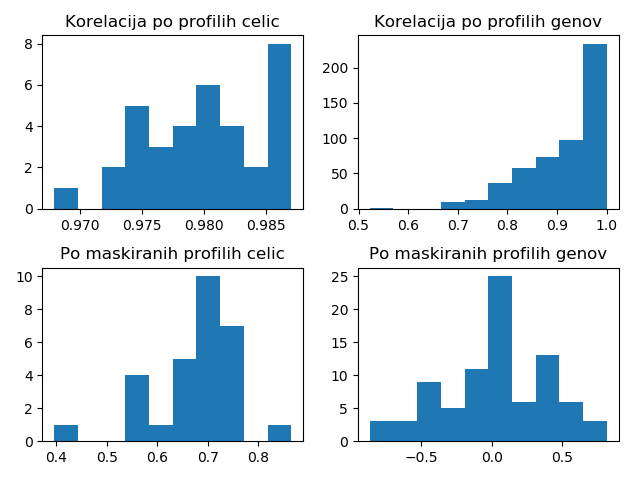 Korelacija po profilih celic
8
6
4
2
0
0.970 0.975 0.980 0.985
Korelacija po profilih genov
200
150
100
50
0
0.5 0.6 0.7 0.8 0.9 1.0
Po maskiranih profilih celic
10
8
6
4
2
0
0.4 0.5 0.6 0.7 0.8
Po maskiranih profilih genov
25
20
15
10
5
0
−0.5 0.0 0.5